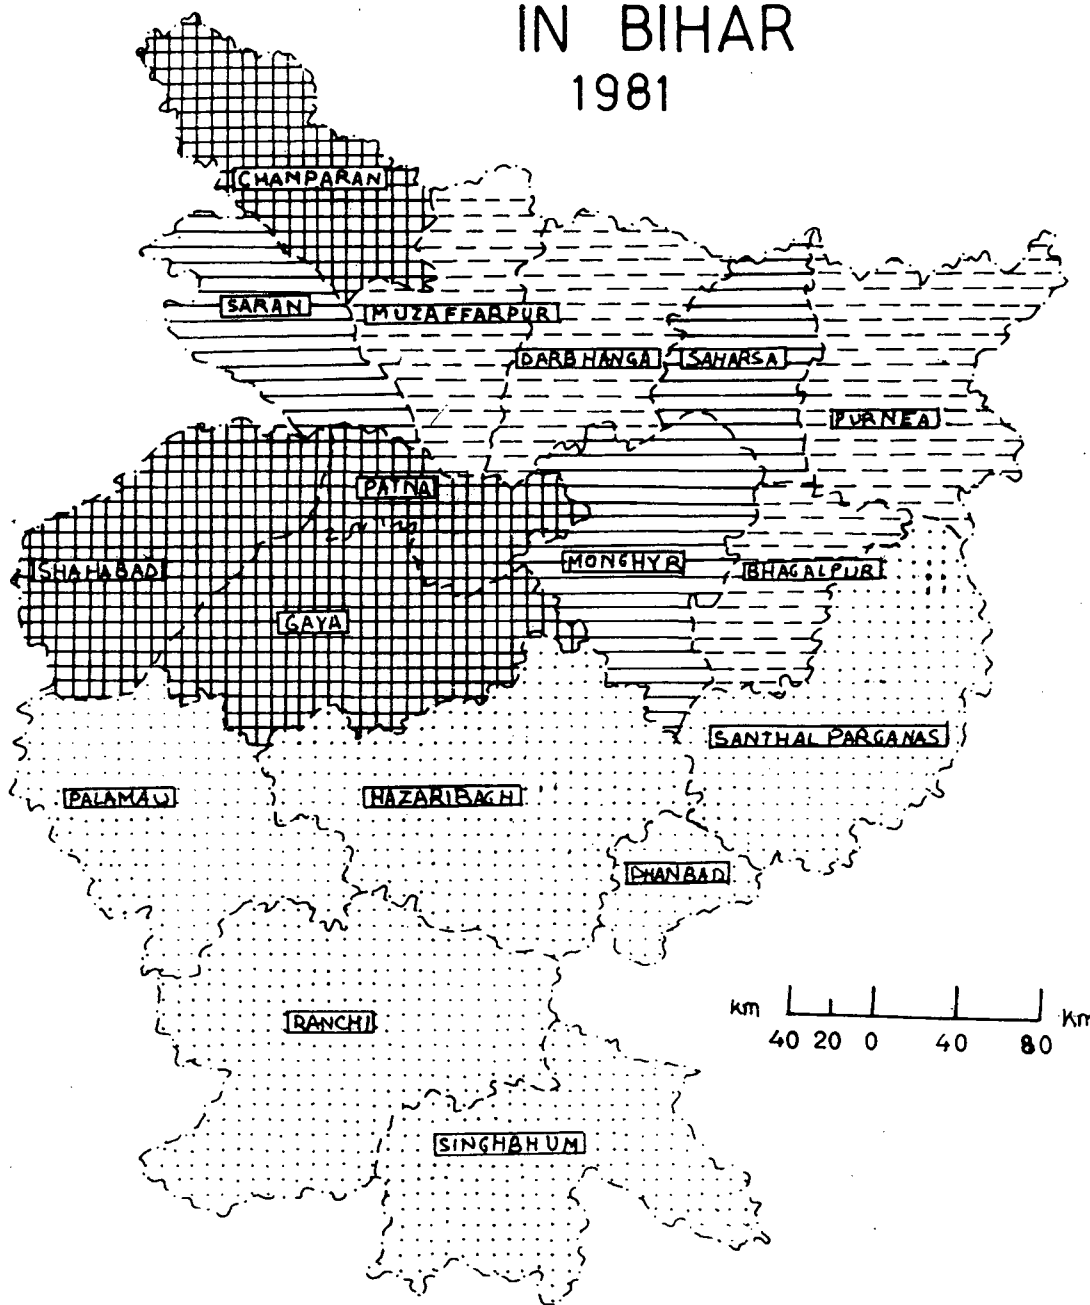 IN BIHAR
1981
CHAMPARAN
SARAN
MUZAFFARPUR
DARBHANGA
SAHARSA
PURNEA
PATNA
SHAHABAD
MONGHYR
BHAGALPUR
GAYA
SANTHAL PARGANAS
PALAMAU
HAZARIBAGH
DHANBAD
RANCHI
km km
40 20 0 40 80
SINGHBHUM